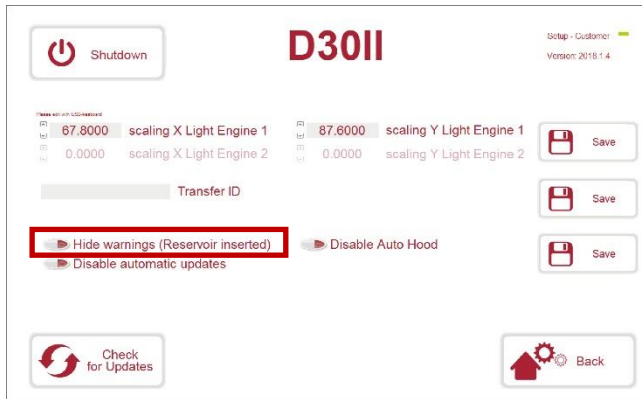 Shutdown
D30II
Setup - Customer
Version: 2018.1.4
Please edit with USB-keyboard
67.8000 scaling X Light Engine 1
87.6000 scaling Y Light Engine 1
Save
0.0000 scaling X Light Engine 2
0.0000 scaling Y Light Engine 2
Transfer ID
Save
Hide warnings (Reservoir inserted)
Disable Auto Hood
Save
Disable automatic updates
Check
for Updates
Back